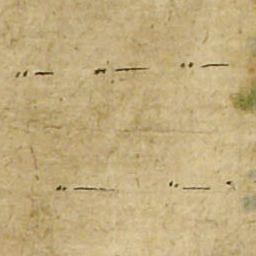 " — " — " —
" — " —